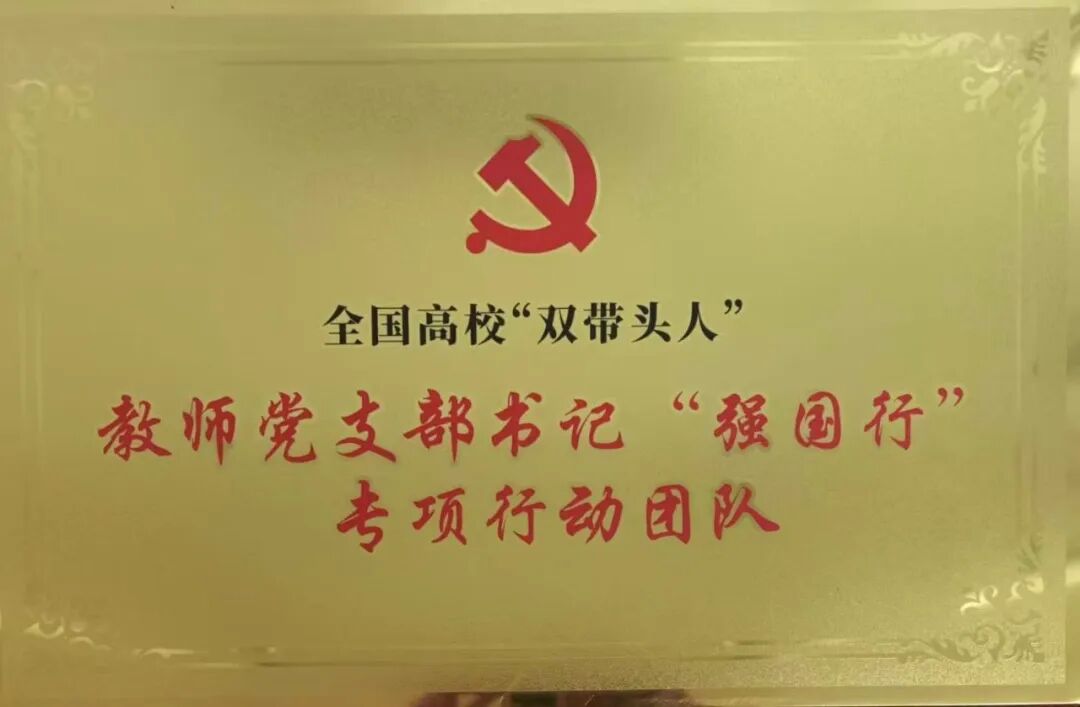 全国高校“双带头人”
教师党支部书记“强国行”
专项行动团队